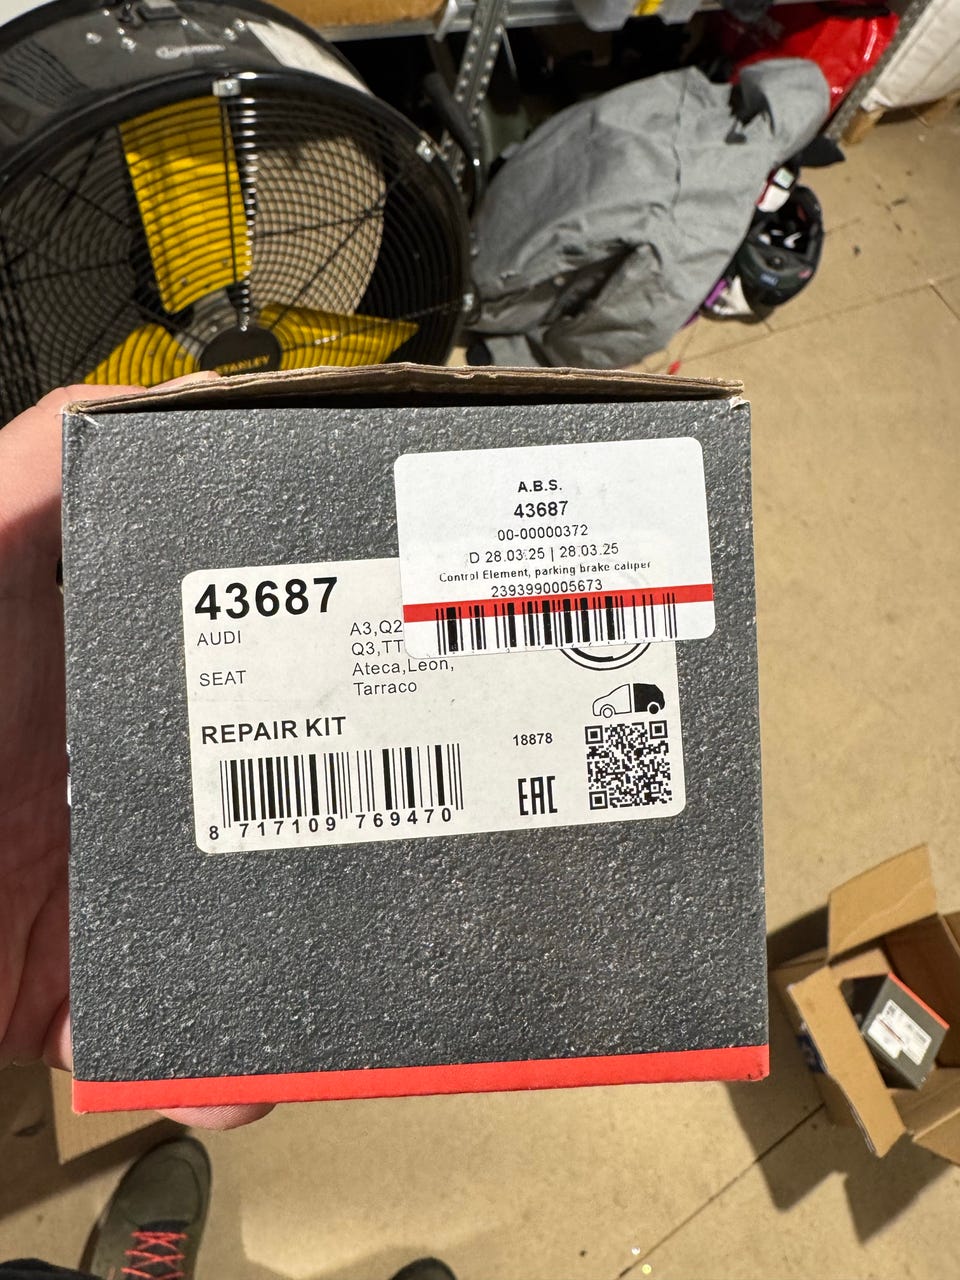 STANLEY
A.B.S.
43687
00-00000372
D 28.03.25 | 28.03.25
Control Element, parking brake caliper
2393990005673
43687
AUDI
A3,Q2
Q3,TT
SEAT
Ateca,Leon,
Tarraco
REPAIR KIT
18878
EAC
8 717109 769470